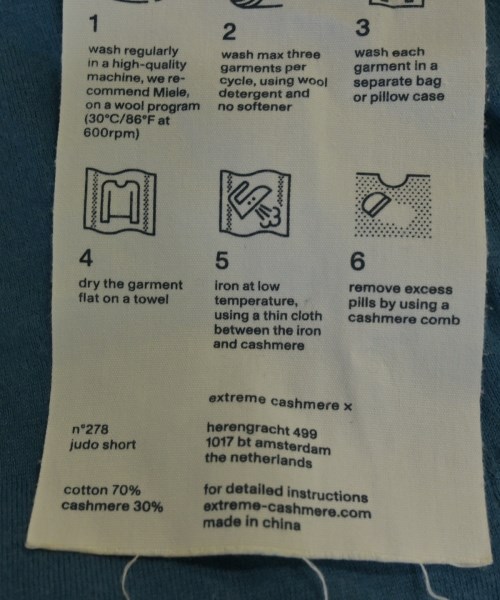 1
wash regularly
in a high-quality
machine, we re-
commend Miele,
on a wool program
(30°C/86°F at
600rpm)
2
wash max three
garments per
cycle, using wool
detergent and
no softener
3
wash each
garment in a
separate bag
or pillow case
4
dry the garment
flat on a towel
5
iron at low
temperature,
using a thin cloth
between the iron
and cashmere
6
remove excess
pills by using a
cashmere comb
extreme cashmere x
n°278
judo short
herengracht 499
1017 bt amsterdam
the netherlands
cotton 70%
cashmere 30%
for detailed instructions
extreme-cashmere.com
made in china